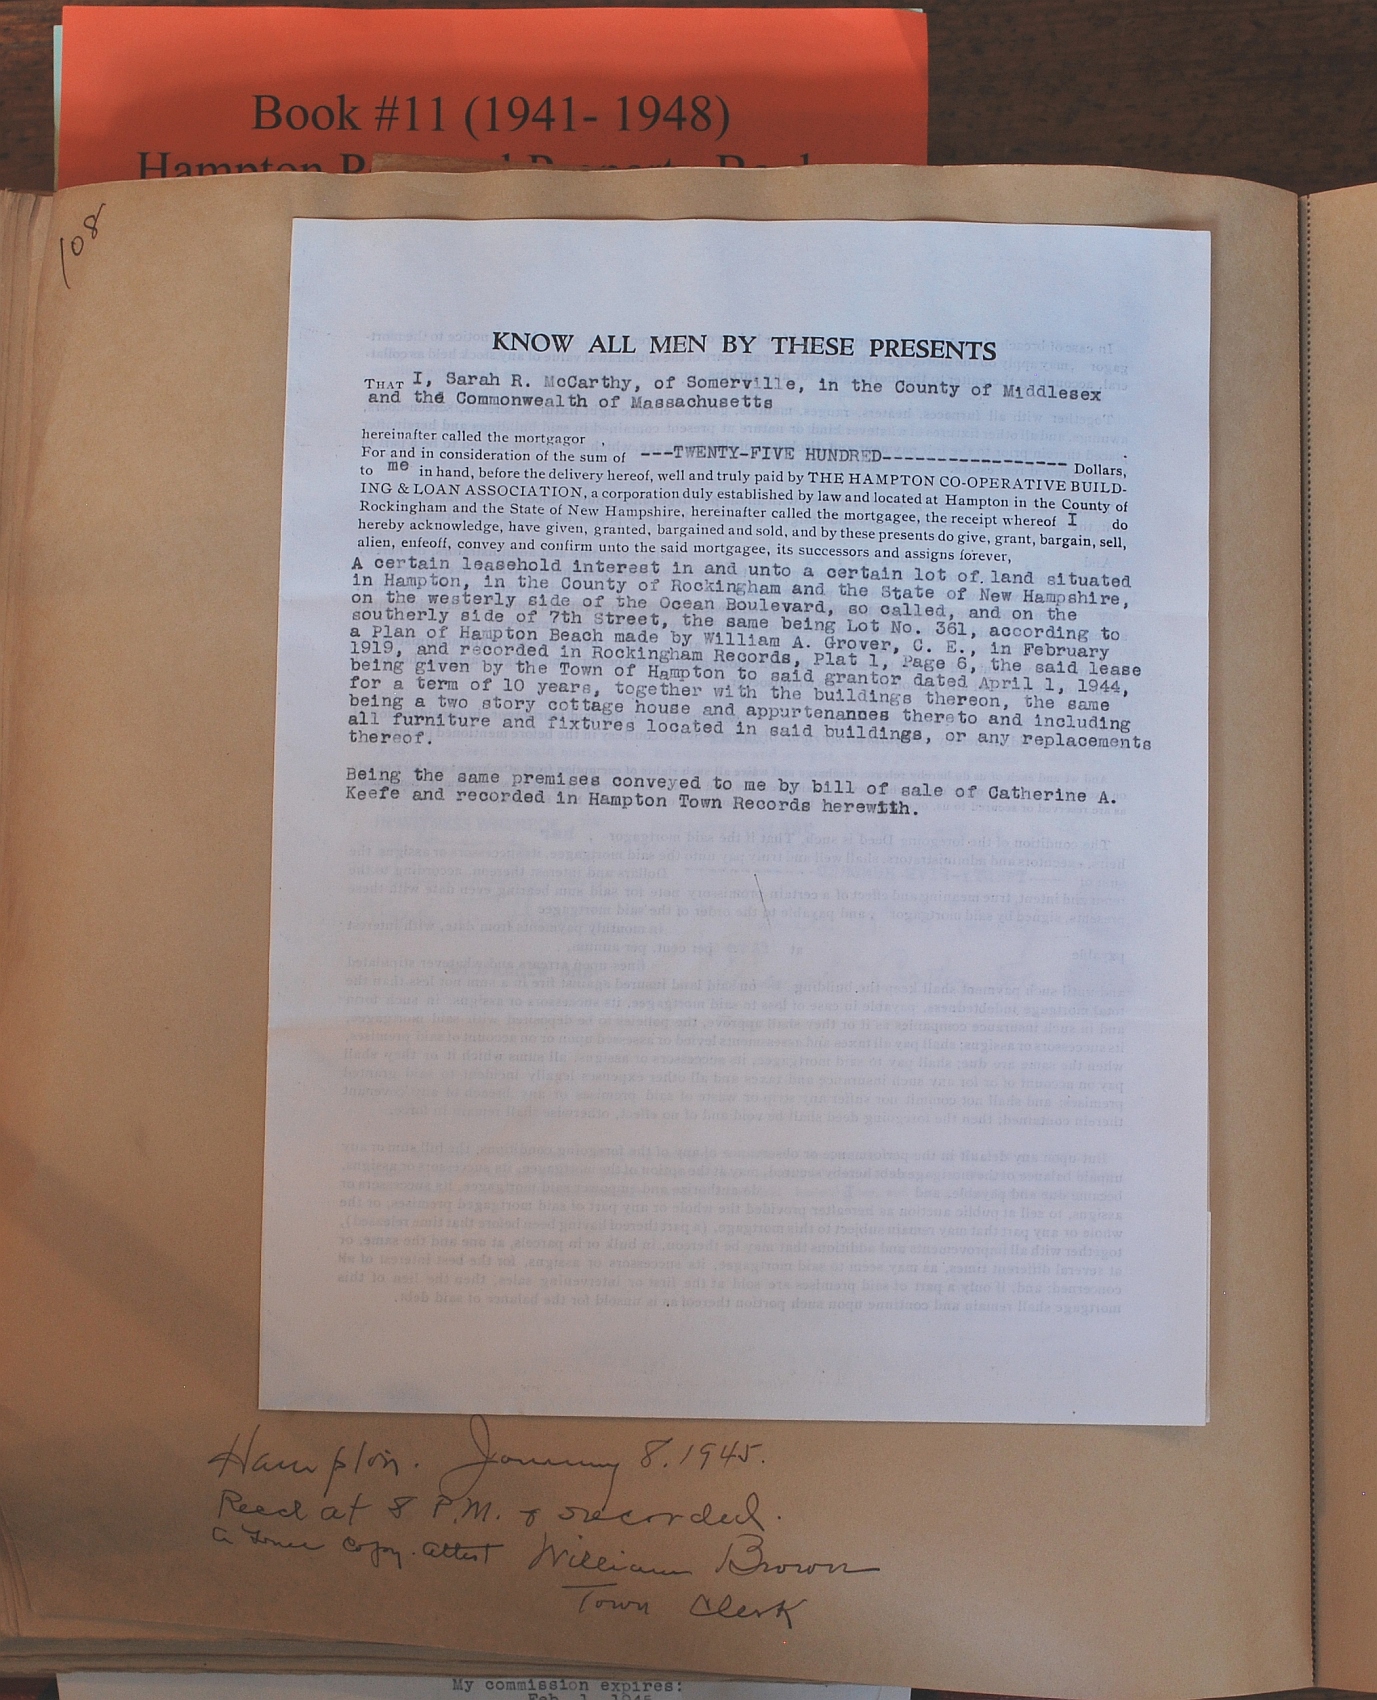 Book #11 (1941- 1948)
Hampton
108
KNOW ALL MEN BY THESE PRESENTS
THAT I, Sarah R. McCarthy, of Somerville, in the County of Middlesex
and the Commonwealth of Massachusetts
hereinafter called the mortgagor ,
For and in consideration of the sum of ---TWENTY-FIVE HUNDRED------------------ Dollars,
to me in hand, before the delivery hereof, well and truly paid by THE HAMPTON CO-OPERATIVE BUILD-
ING & LOAN ASSOCIATION, a corporation duly established by law and located at Hampton in the County of
Rockingham and the State of New Hampshire, hereinafter called the mortgagee, the receipt whereof I do
hereby acknowledge, have given, granted, bargained and sold, and by these presents do give, grant, bargain, sell,
alien, enfeoff, convey and confirm unto the said mortgagee, its successors and assigns forever,
A certain leasehold interest in and unto a certain lot of land situated
in Hampton, in the County of Rockingham and the State of New Hampshire,
on the westerly side of the Ocean Boulevard, so called, and on the
southerly side of 7th Street, the same being Lot No. 361, according to
a Plan of Hampton Beach made by William A. Grover, C. E., in February
1919, and recorded in Rockingham Records, Plat 1, Page 6, the said lease
being given by the Town of Hampton to said grantor dated April 1, 1944,
for a term of 10 years, together with the buildings thereon, the same
being a two story cottage house and appurtenances thereto and including
all furniture and fixtures located in said buildings, or any replacements
thereof.
Being the same premises conveyed to me by bill of sale of Catherine A.
Keefe and recorded in Hampton Town Records herewith.
Hampton. January 8. 1945.
Recd at 8 P.M. & recorded.
A True Copy. attest William Brown
Town Clerk
My commission expires:
Feb. 1, 1945